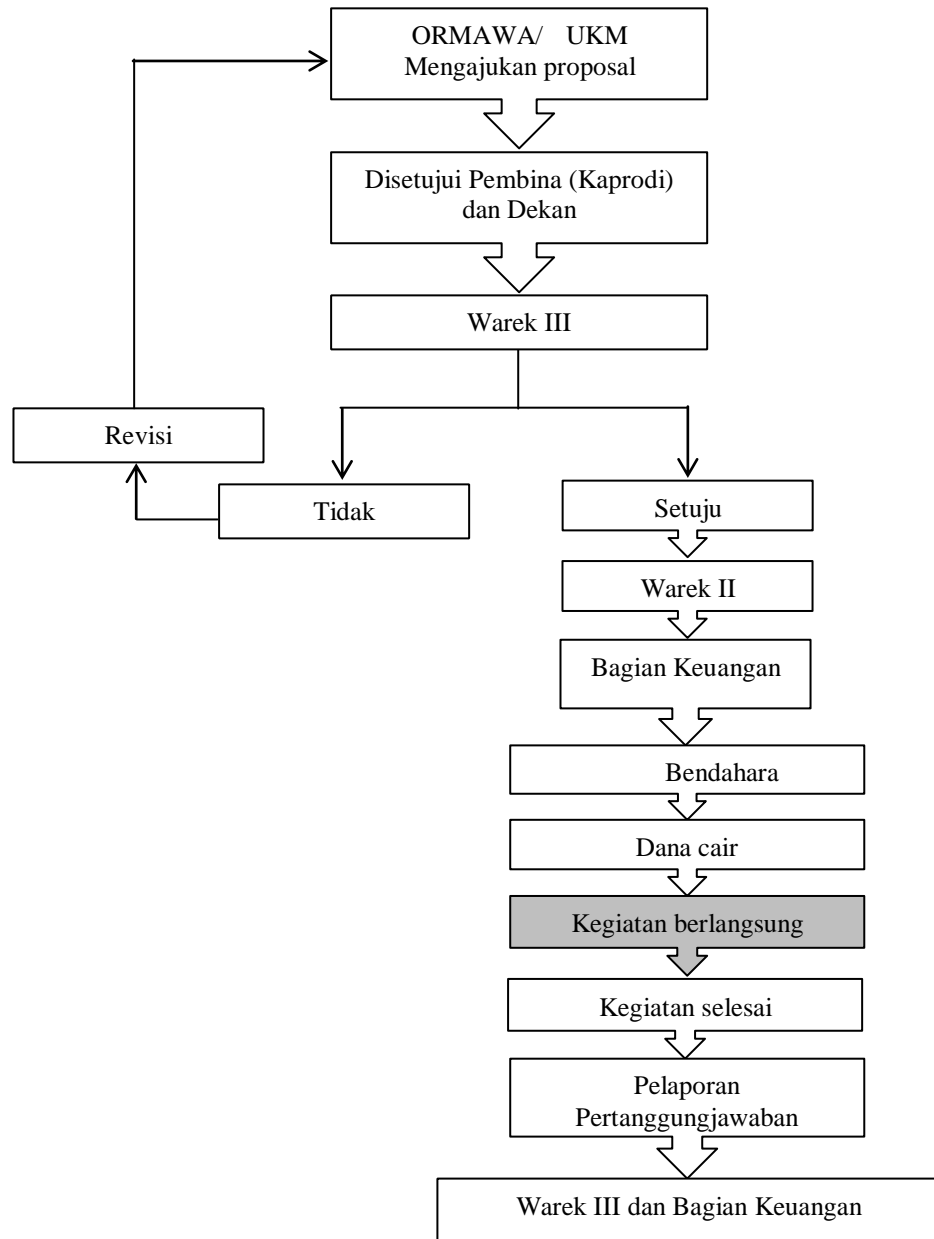 ORMAWA/ UKM
Mengajukan proposal
Disetujui Pembina (Kaprodi)
dan Dekan
Warek III
Revisi
Tidak
Setuju
Warek II
Bagian Keuangan
Bendahara
Dana cair
Kegiatan berlangsung
Kegiatan selesai
Pelaporan
Pertanggungjawaban
Warek III dan Bagian Keuangan